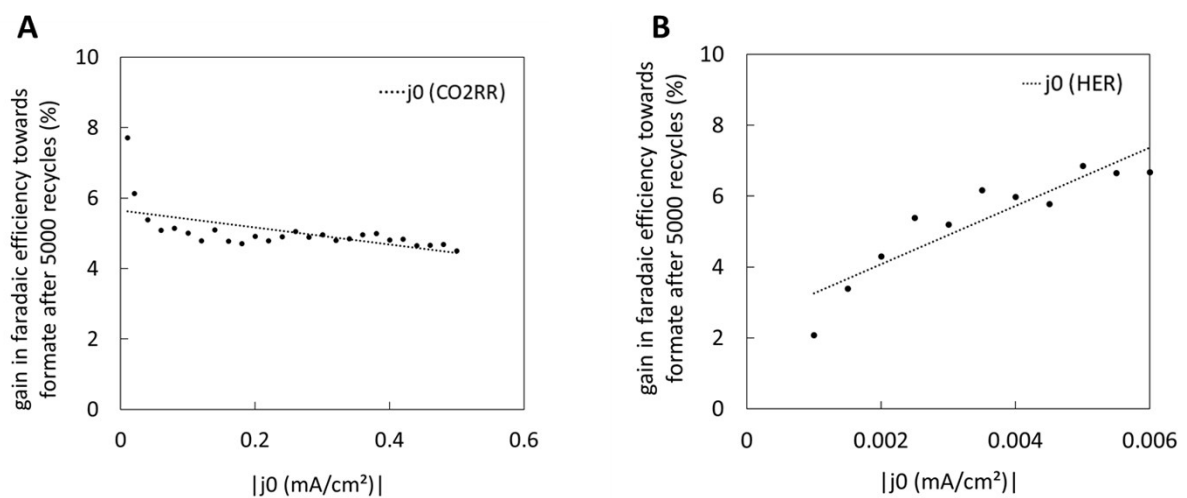 A
gain in faradaic efficiency towards
formate after 5000 recycles (%)
10
8
6
4
2
0
j0 (CO2RR)
0
0.2
0.4
0.6
|j0 (mA/cm²)|
B
gain in faradaic efficiency towards
formate after 5000 recycles (%)
10
8
6
4
2
0
j0 (HER)
0
0.002
0.004
0.006
|j0 (mA/cm²)|